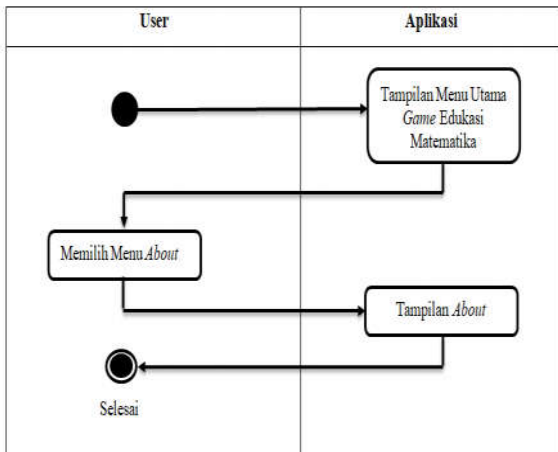 User
Aplikasi
Tampilan Menu Utama
Game Edukasi
Matematika
Memilih Menu About
Tampilan About
Selesai